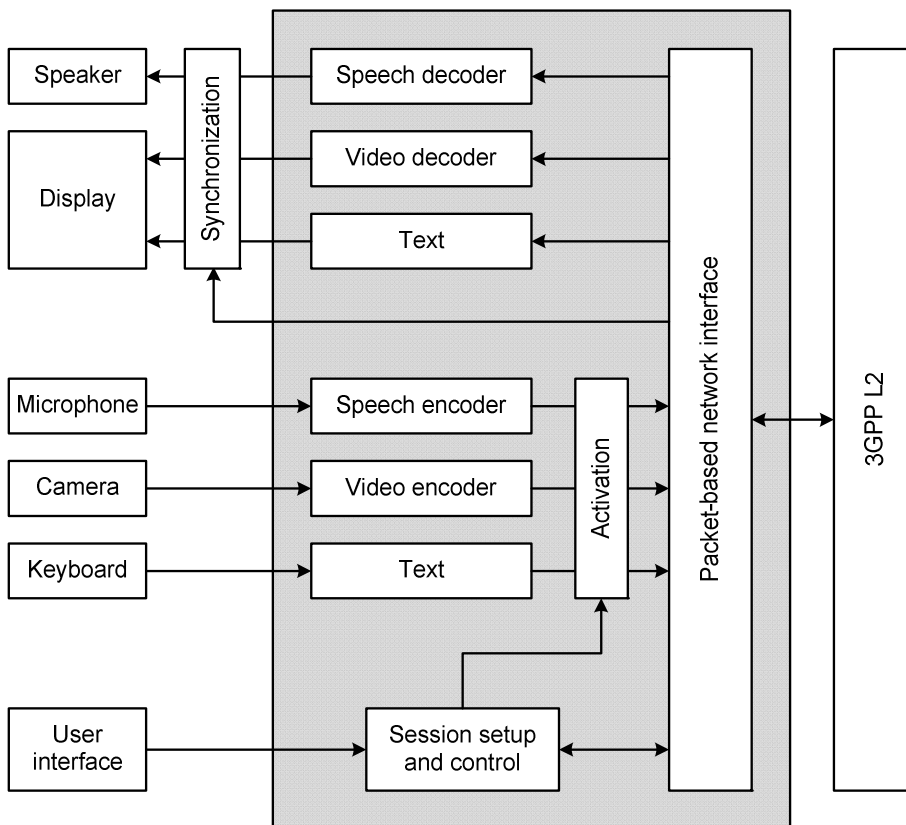 Speaker
Speech decoder
Synchronization
Display
Video decoder
Text
Packet-based network interface
3GPP L2
Microphone
Speech encoder
Activation
Camera
Video encoder
Keyboard
Text
User
interface
Session setup
and control